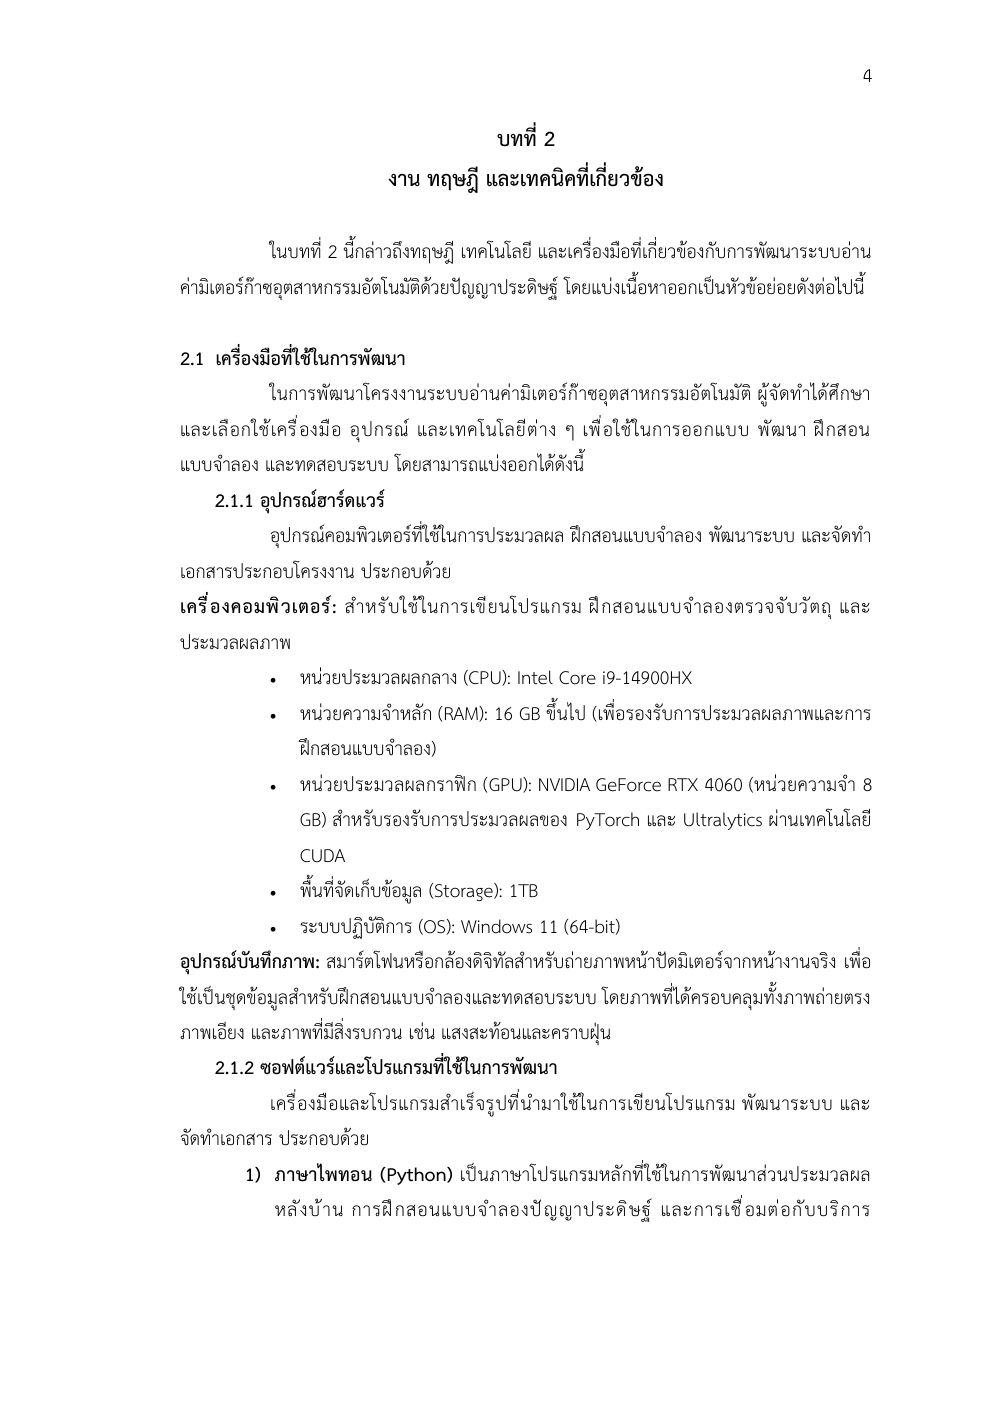 4
บทที่ 2
งาน ทฤษฎี และเทคนิคที่เกี่ยวข้อง
ในบทที่ 2 นี้กล่าวถึงทฤษฎี เทคโนโลยี และเครื่องมือที่เกี่ยวข้องกับการพัฒนาระบบอ่าน
ค่ามิเตอร์ก๊าซอุตสาหกรรมอัตโนมัติด้วยปัญญาประดิษฐ์ โดยแบ่งเนื้อหาออกเป็นหัวข้อย่อยดังต่อไปนี้
2.1 เครื่องมือที่ใช้ในการพัฒนา
ในการพัฒนาโครงงานระบบอ่านค่ามิเตอร์ก๊าซอุตสาหกรรมอัตโนมัติ ผู้จัดทำได้ศึกษา
และเลือกใช้เครื่องมือ อุปกรณ์ และเทคโนโลยีต่าง ๆ เพื่อใช้ในการออกแบบ พัฒนา ฝึกสอน
แบบจำลอง และทดสอบระบบ โดยสามารถแบ่งออกได้ดังนี้
2.1.1 อุปกรณ์ฮาร์ดแวร์
อุปกรณ์คอมพิวเตอร์ที่ใช้ในการประมวลผล ฝึกสอนแบบจำลอง พัฒนาระบบ และจัดทำ
เอกสารประกอบโครงงาน ประกอบด้วย
เครื่องคอมพิวเตอร์: สำหรับใช้ในการเขียนโปรแกรม ฝึกสอนแบบจำลองตรวจจับวัตถุ และ
ประมวลผลภาพ
• หน่วยประมวลผลกลาง (CPU): Intel Core i9-14900HX
• หน่วยความจำหลัก (RAM): 16 GB ขึ้นไป (เพื่อรองรับการประมวลผลภาพและการ
ฝึกสอนแบบจำลอง)
• หน่วยประมวลผลกราฟิก (GPU): NVIDIA GeForce RTX 4060 (หน่วยความจำ 8
GB) สำหรับรองรับการประมวลผลของ PyTorch และ Ultralytics ผ่านเทคโนโลยี
CUDA
• พื้นที่จัดเก็บข้อมูล (Storage): 1TB
• ระบบปฏิบัติการ (OS): Windows 11 (64-bit)
อุปกรณ์บันทึกภาพ: สมาร์ตโฟนหรือกล้องดิจิทัลสำหรับถ่ายภาพหน้าปัดมิเตอร์จากหน้างานจริง เพื่อ
ใช้เป็นชุดข้อมูลสำหรับฝึกสอนแบบจำลองและทดสอบระบบ โดยภาพที่ได้ครอบคลุมทั้งภาพถ่ายตรง
ภาพเอียง และภาพที่มีสิ่งรบกวน เช่น แสงสะท้อนและคราบฝุ่น
2.1.2 ซอฟต์แวร์และโปรแกรมที่ใช้ในการพัฒนา
เครื่องมือและโปรแกรมสำเร็จรูปที่นำมาใช้ในการเขียนโปรแกรม พัฒนาระบบ และ
จัดทำเอกสาร ประกอบด้วย
1) ภาษาไพทอน (Python) เป็นภาษาโปรแกรมหลักที่ใช้ในการพัฒนาส่วนประมวลผล
หลังบ้าน การฝึกสอนแบบจำลองปัญญาประดิษฐ์ และการเชื่อมต่อกับบริการ